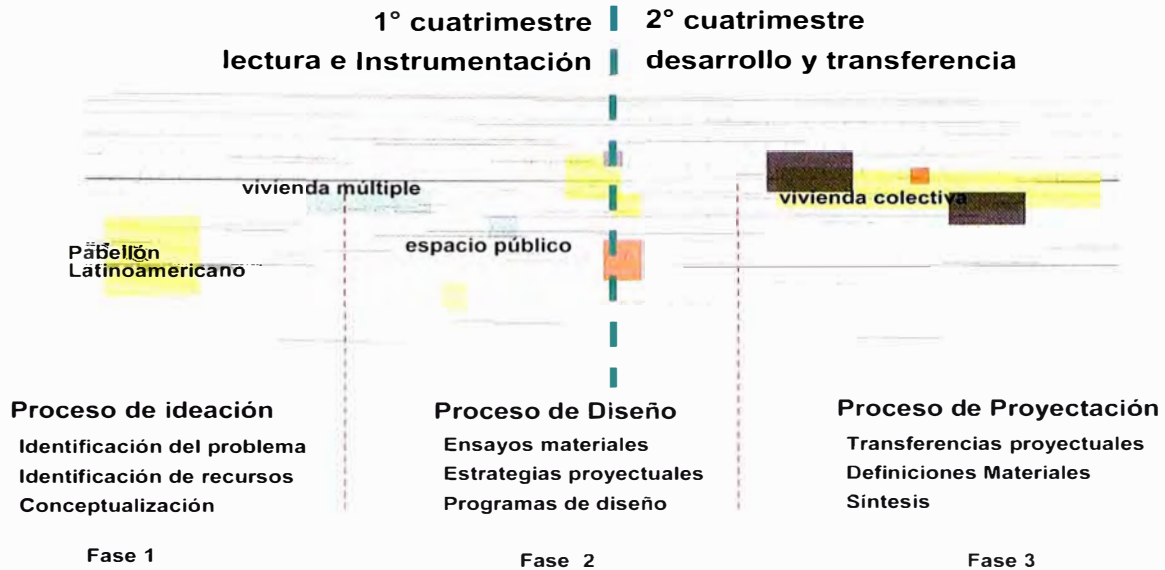 1° cuatrimestre
lectura e Instrumentación
2° cuatrimestre
desarrollo y transferencia
vivienda múltiple
espacio público
Pabellón
Latinoamericano
vivienda colectiva
Proceso de ideación
Identificación del problema
Identificación de recursos
Conceptualización
Fase 1
Proceso de Diseño
Ensayos materiales
Estrategias proyectuales
Programas de diseño
Fase 2
Proceso de Proyectación
Transferencias proyectuales
Definiciones Materiales
Síntesis
Fase 3